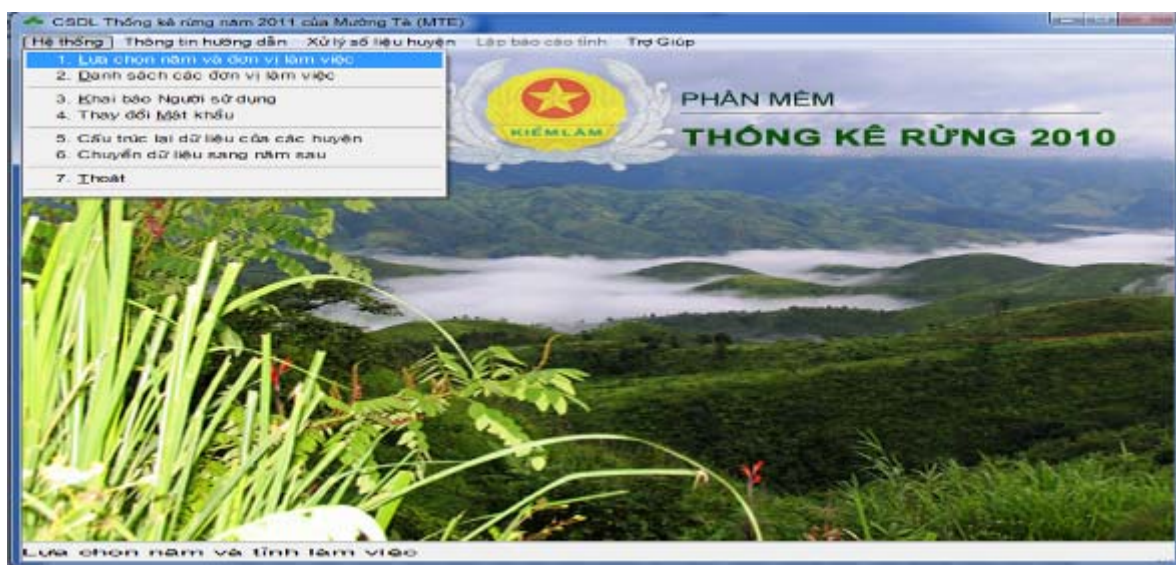 CSDL Thống kê rừng năm 2011 của Mường Tè (MTE)
Hệ thống Thông tin hướng dẫn Xử lý số liệu huyện Lập báo cáo tỉnh Trợ Giúp
1. Lựa chọn năm và đơn vị làm việc
2. Danh sách các đơn vị làm việc
3. Khai báo Người sử dụng
4. Thay đổi Mật khẩu
5. Cấu trúc lại dữ liệu của các huyện
6. Chuyển dữ liệu sang năm sau
7. Thoát
KIỂM LÂM
PHẦN MỀM
THỐNG KÊ RỪNG 2010
Lựa chọn năm và tỉnh làm việc